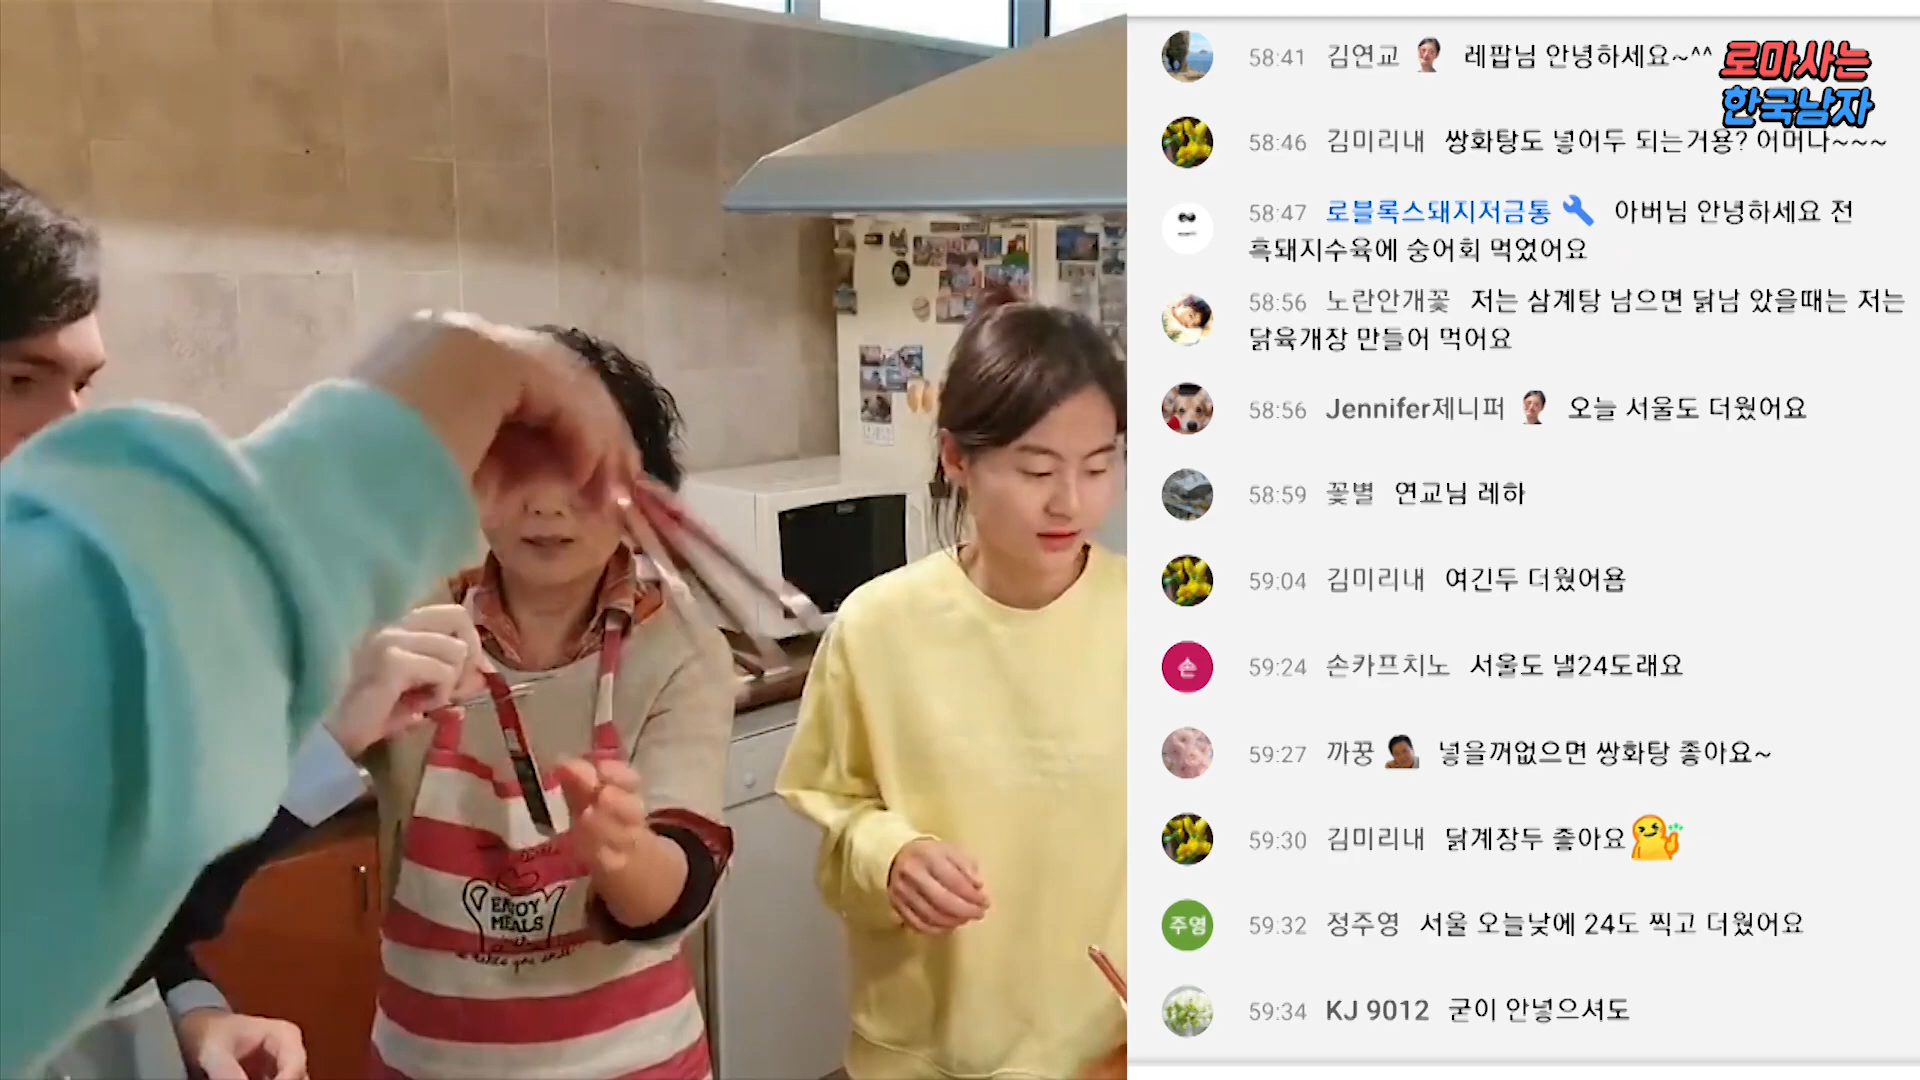 58:41 김연교 레팝님 안녕하세요~^^
로마사는
한국남자
58:46 김미리내 쌍화탕도 넣어두 되는거용? 어머나~~~
58:47 로블록스돼지저금통 아버님 안녕하세요 전
흑돼지수육에 숭어회 먹었어요
58:56 노란안개꽃 저는 삼계탕 남으면 닭남 았을때는 저는
닭육개장 만들어 먹어요
58:56 Jennifer제니퍼 오늘 서울도 더웠어요
58:59 꽃별 연교님 레하
59:04 김미리내 여긴두 더웠어욤
손
59:24 손카프치노 서울도 낼24도래요
59:27 까꿍 넣을꺼없으면 쌍화탕 좋아요~
59:30 김미리내 닭계장두 좋아요
주영
59:32 정주영 서울 오늘낮에 24도 찍고 더웠어요
59:34 KJ 9012 굳이 안넣으셔도
ENJOY
MEALS